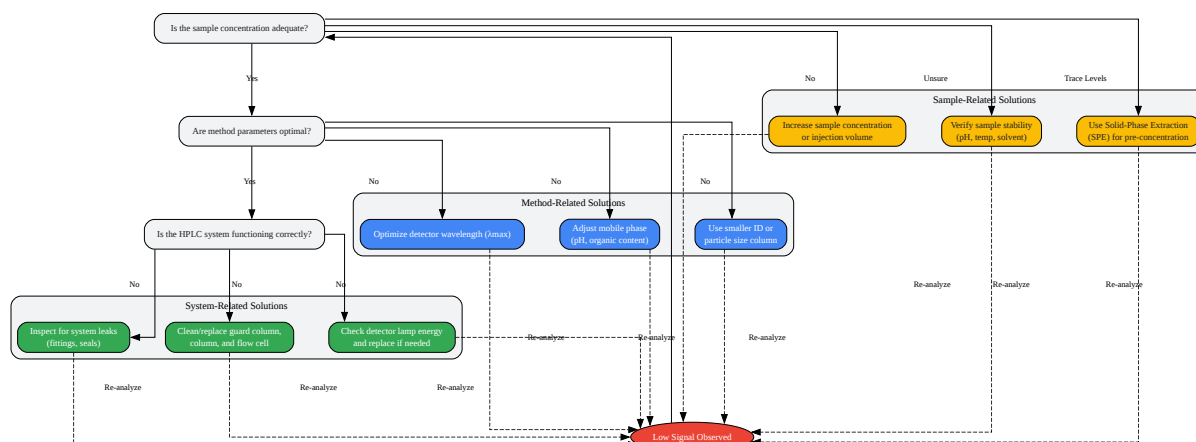 Is the sample concentration adequate?
Yes
No
Unsure
Trace Levels
Sample-Related Solutions
Increase sample concentration
or injection volume
Verify sample stability
(pH, temp, solvent)
Use Solid-Phase Extraction
(SPE) for pre-concentration
Are method parameters optimal?
Yes
No
No
No
Method-Related Solutions
Optimize detector wavelength (λmax)
Adjust mobile phase
(pH, organic content)
Use smaller ID or
particle size column
Is the HPLC system functioning correctly?
No
No
No
Re-analyze
Re-analyze
Re-analyze
System-Related Solutions
Inspect for system leaks
(fittings, seals)
Clean/replace guard column,
column, and flow cell
Check detector lamp energy
and replace if needed
Re-analyze
Re-analyze
Re-analyze
Re-analyze
Re-analyze
Re-analyze
Low Signal Observed